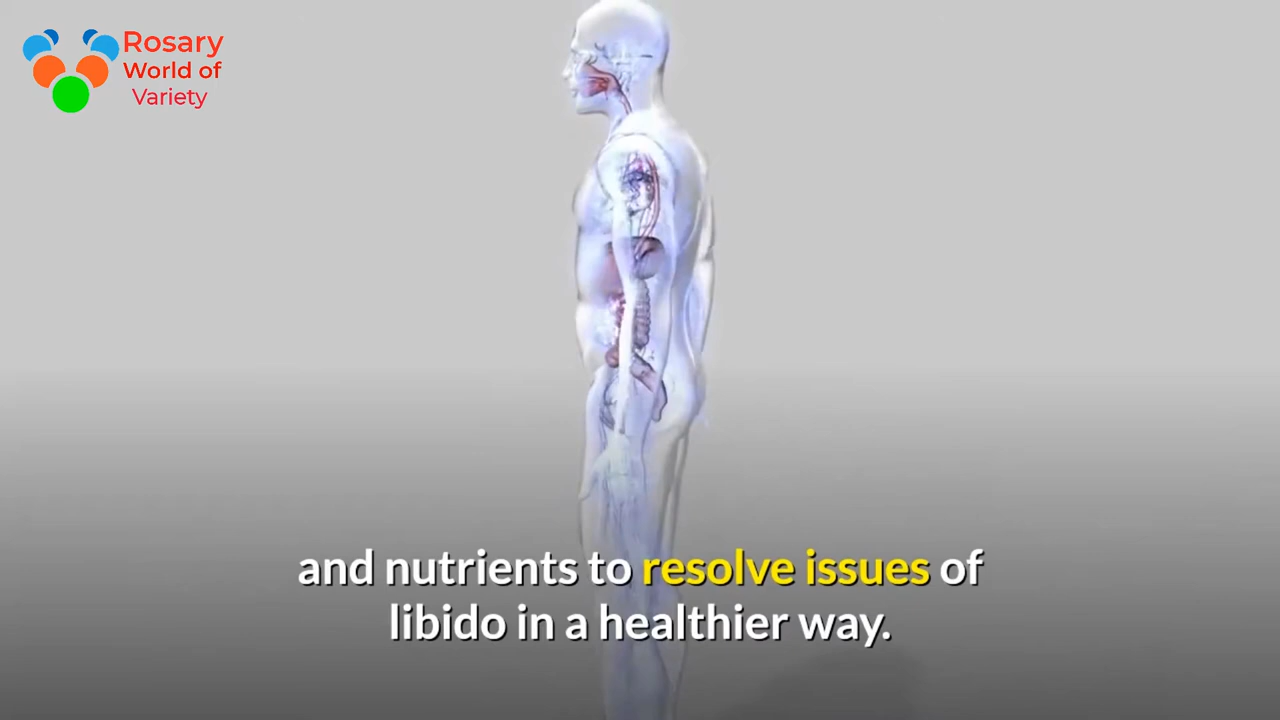 Rosary
World of
Variety
and nutrients to resolve issues of
libido in a healthier way.